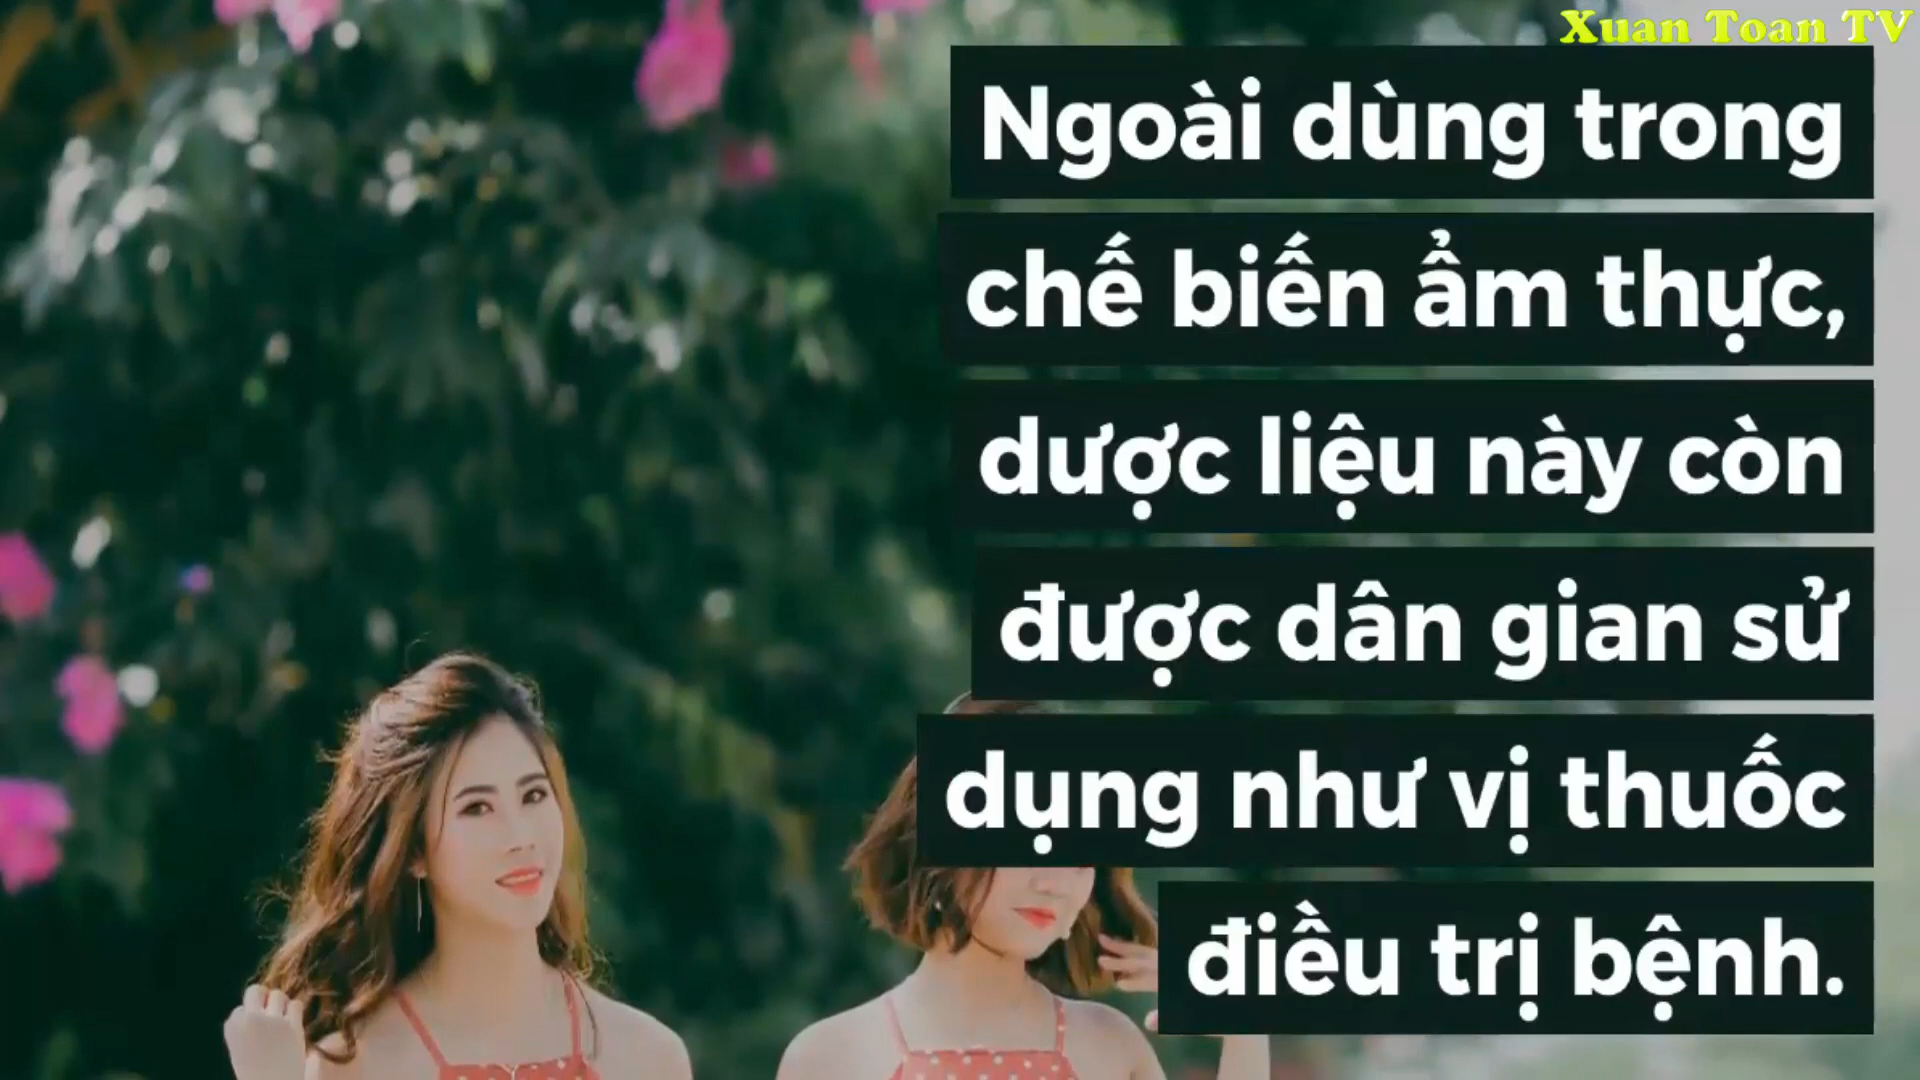 Xuan Toan TV
Ngoài dùng trong
chế biến ẩm thực,
dược liệu này còn
được dân gian sử
dụng như vị thuốc
điều trị bệnh.